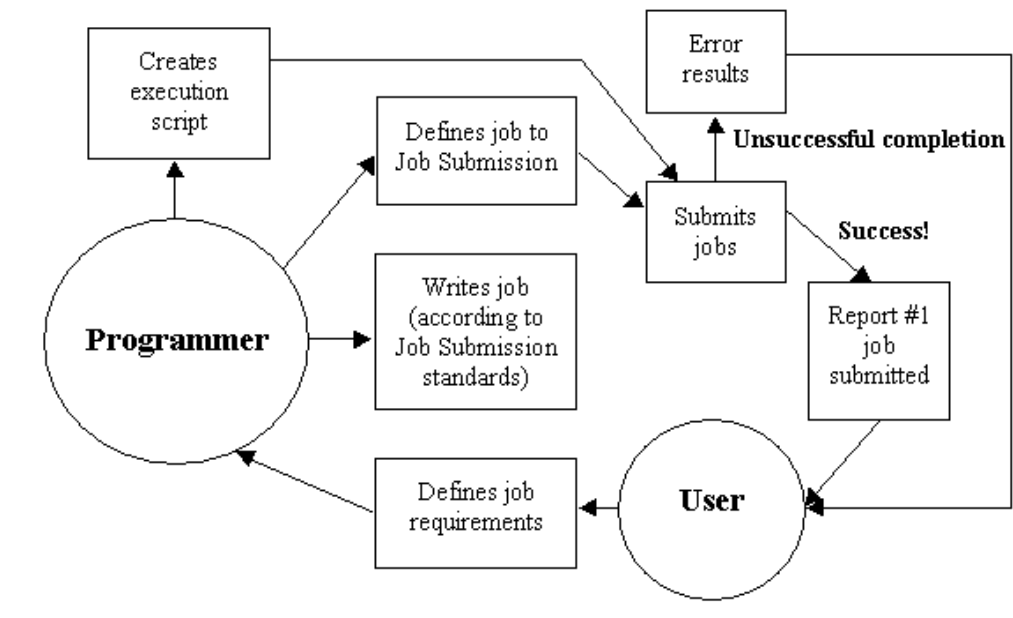 Creates
execution
script
Error
results
Defines job to
Job Submission
Unsuccessful completion
Submits
jobs
Success!
Writes job
(according to
Job Submission
standards)
Programmer
Report #1
job
submitted
Defines job
requirements
User